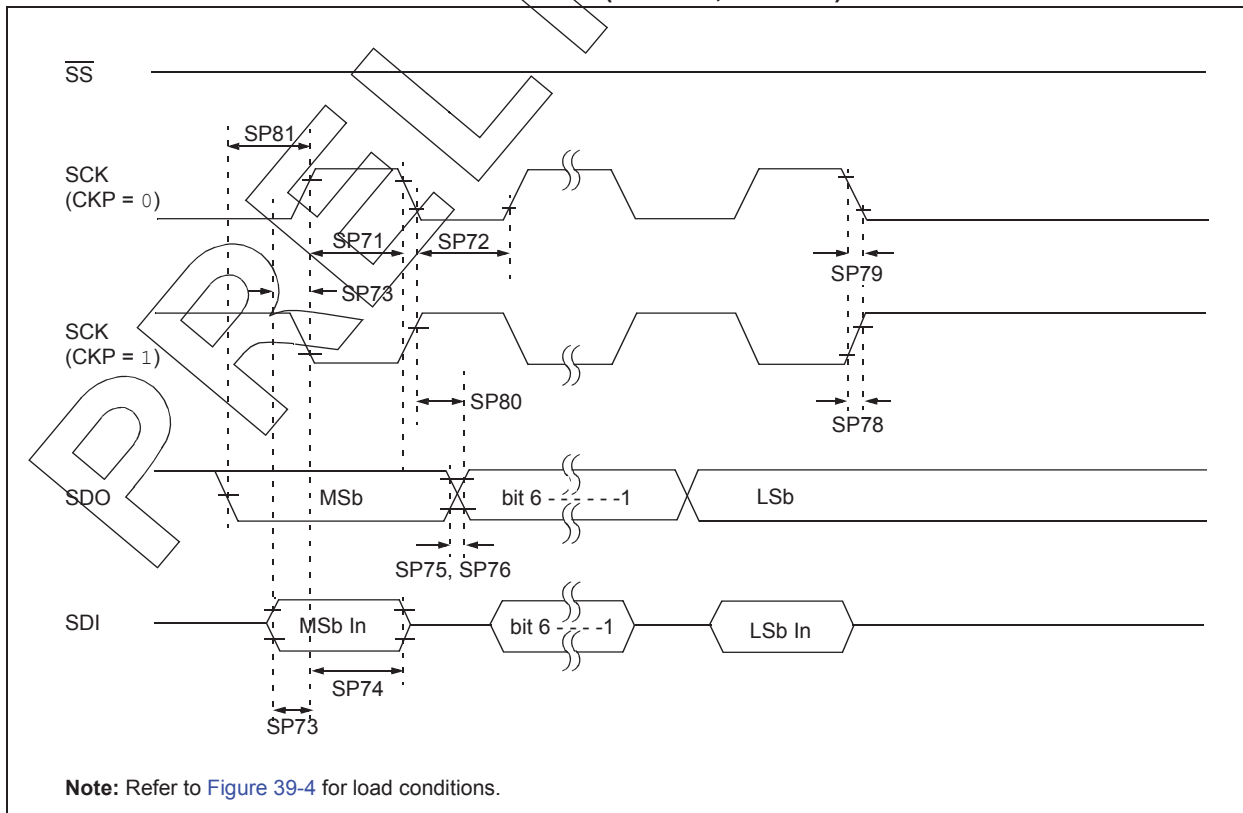 SS
SP81
SCK
(CKP = 0)
SP71
SP72
SP79
SP73
SCK
(CKP = 1)
SP80
SP78
SDO
MSb
bit 6 - - - - - - -1
LSb
SP75, SP76
SDI
MSb In
bit 6 - - - - -1
LSb In
SP74
SP73
Note: Refer to Figure 39-4 for load conditions.